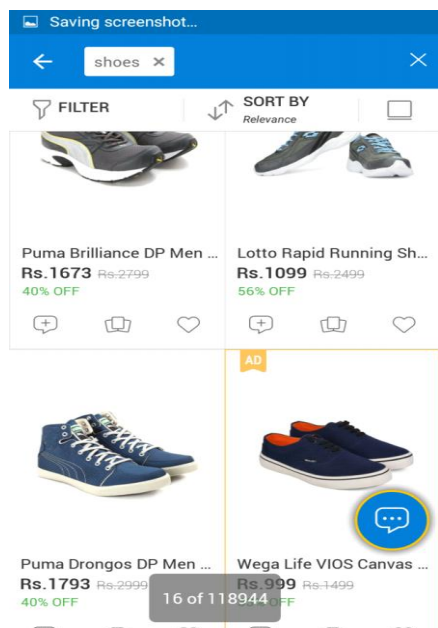 Saving screenshot...
shoes ×
FILTER
SORT BY
Relevance
Puma Brilliance DP Men ...
Rs.1673 Rs.2799
40% OFF
Lotto Rapid Running Sh...
Rs.1099 Rs.2499
56% OFF
AD
Puma Drongos DP Men ...
Rs.1793 Rs.2999
40% OFF
Wega Life VIOS Canvas ...
Rs.999 Rs.1499
OFF
16 of 118944